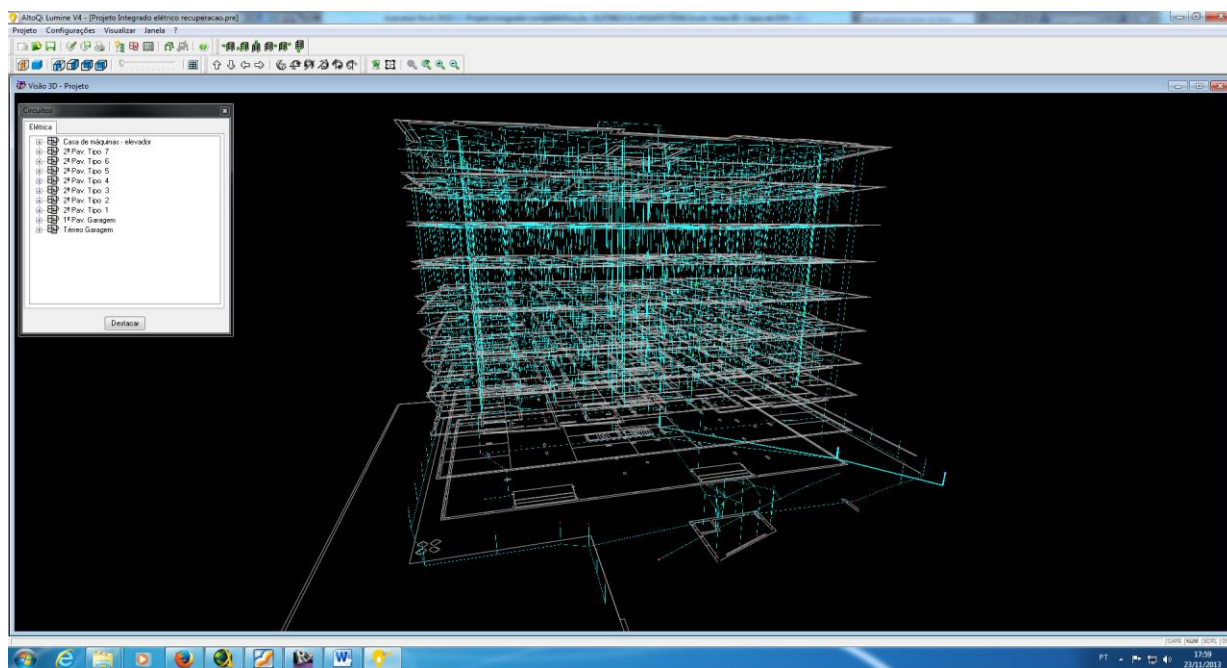 AltoQi Lumine V4 - [Projeto Integrado elétrico recuperacao.pre]
Projeto Configurações Visualizar Janela ?
Visão 3D - Projeto
Circuitos
Elétrica
Casa de máquinas - elevador
2º Pav. Tipo 7
2º Pav. Tipo 6
2º Pav. Tipo 5
2º Pav. Tipo 4
2º Pav. Tipo 3
2º Pav. Tipo 2
2º Pav. Tipo 1
1º Pav. Garagem
Térreo Garagem
Destacar
CAPS NUM SCRL
PT
17:59
23/11/2013